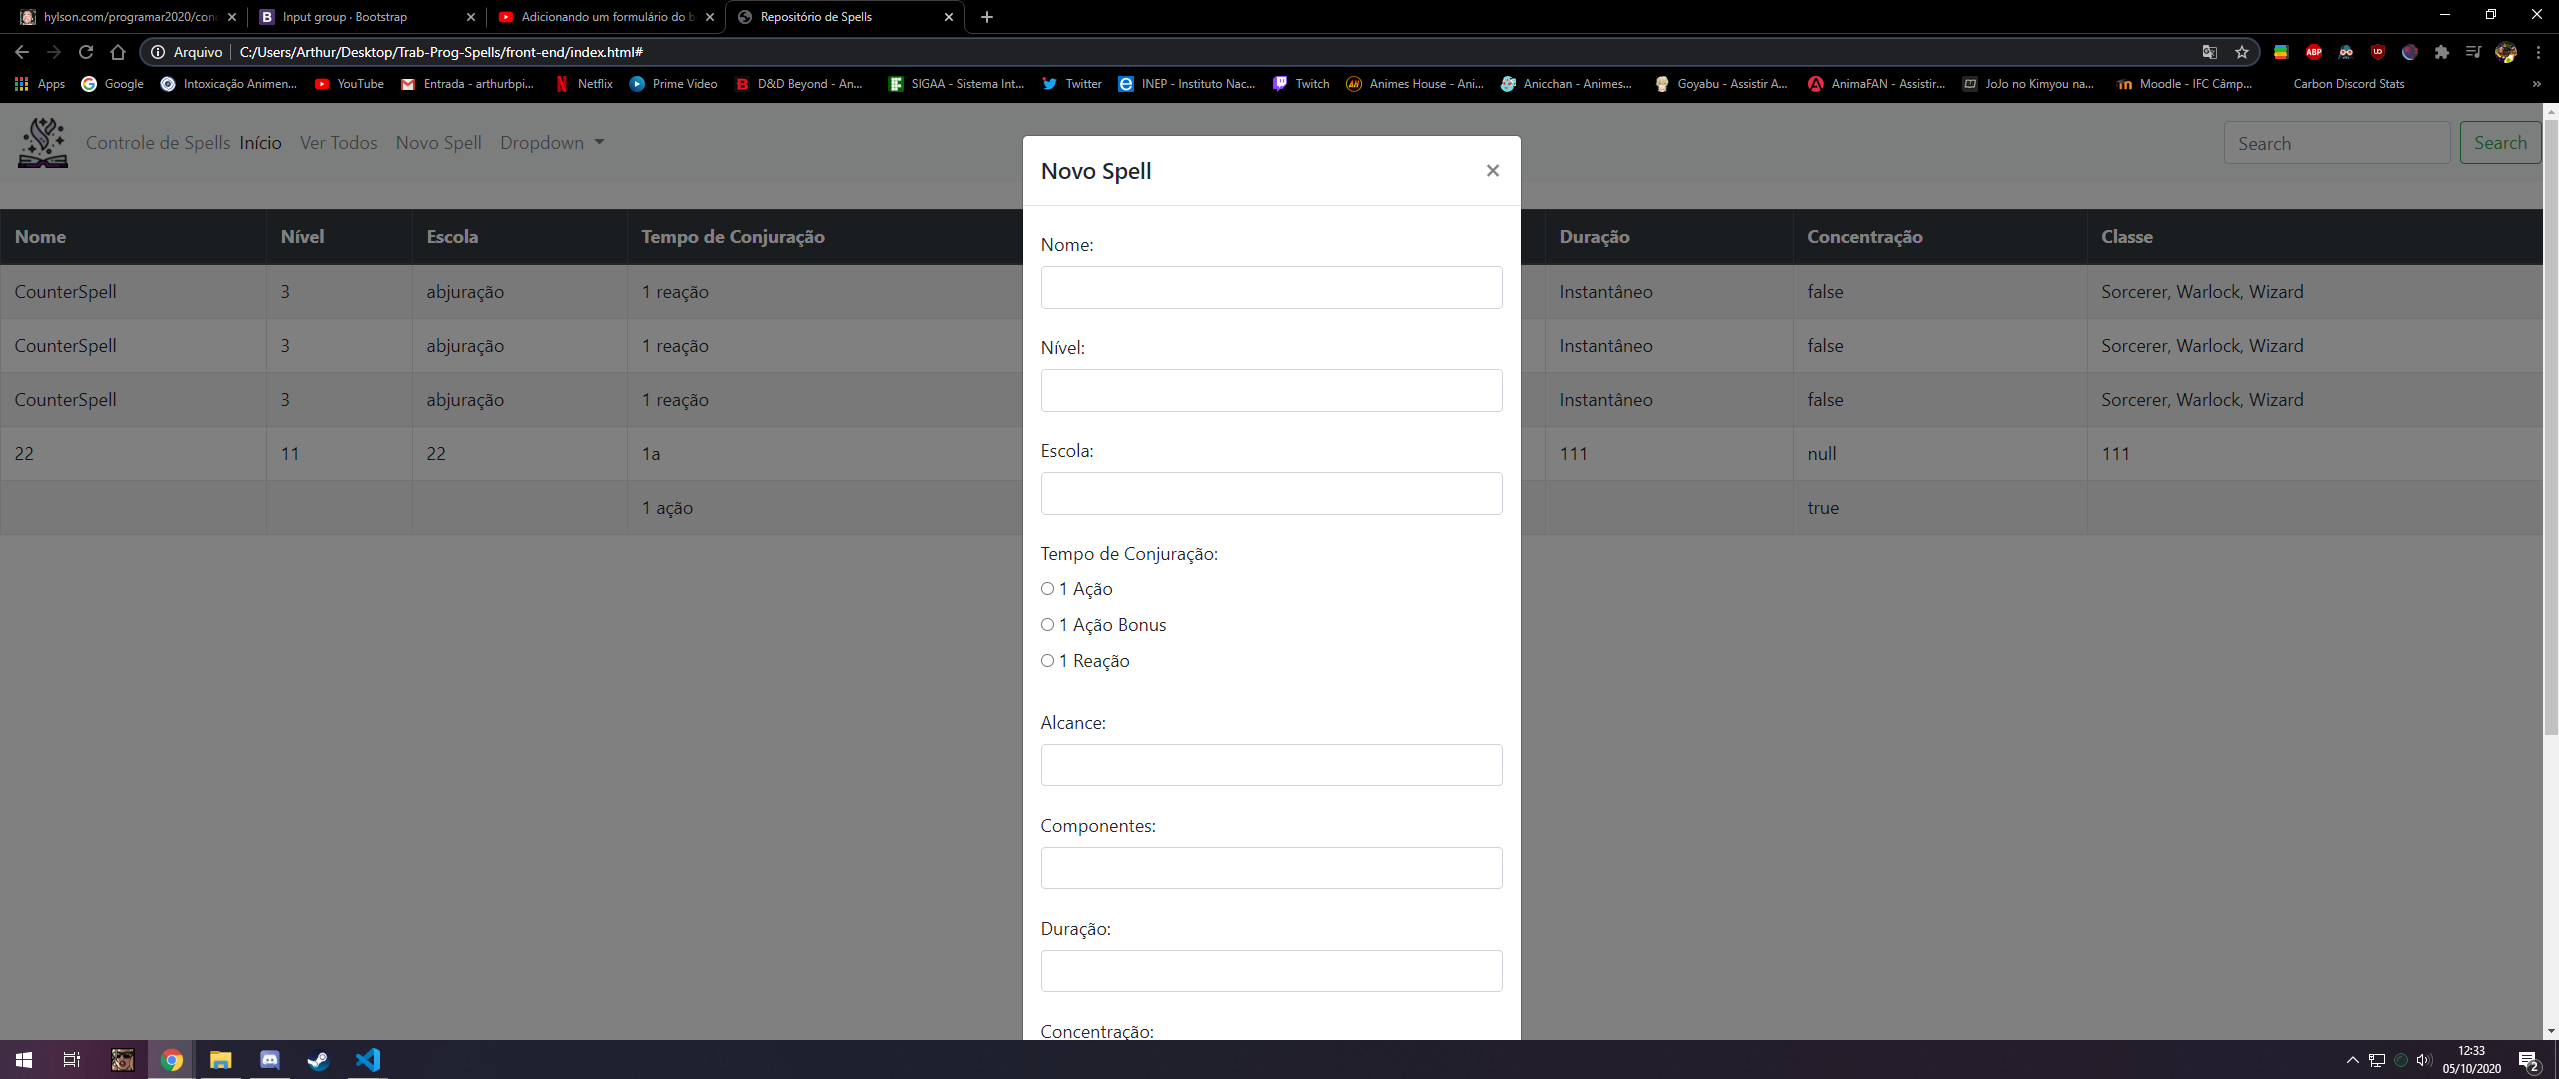 hylson.com/programar2020/con
Input group · Bootstrap
Adicionando um formulário do b
Repositório de Spells
Arquivo
C:/Users/Arthur/Desktop/Trab-Prog-Spells/front-end/index.html#
ABP
Apps
Google
Intoxicação Animen...
YouTube
Entrada - arthurbpi...
Netflix
Prime Video
D&D Beyond - An...
SIGAA - Sistema Int...
Twitter
INEP - Instituto Nac...
Twitch
Animes House - Ani...
Anicchan - Animes...
Goyabu - Assistir A...
AnimaFAN - Assistir...
JoJo no Kimyou na...
Moodle - IFC Câmp...
Carbon Discord Stats
Controle de Spells Início Ver Todos Novo Spell Dropdown
Search
Search
Novo Spell
Nome Nível Escola Tempo de Conjuração Duração Concentração Classe
CounterSpell 3 abjuração 1 reação Instantâneo false Sorcerer, Warlock, Wizard
CounterSpell 3 abjuração 1 reação Instantâneo false Sorcerer, Warlock, Wizard
CounterSpell 3 abjuração 1 reação Instantâneo false Sorcerer, Warlock, Wizard
22 11 22 1a 111 null 111
1 ação true
Nome:
Nível:
Escola:
Tempo de Conjuração:
1 Ação
1 Ação Bonus
1 Reação
Alcance:
Componentes:
Duração:
Concentração:
12:33
05/10/2020
2